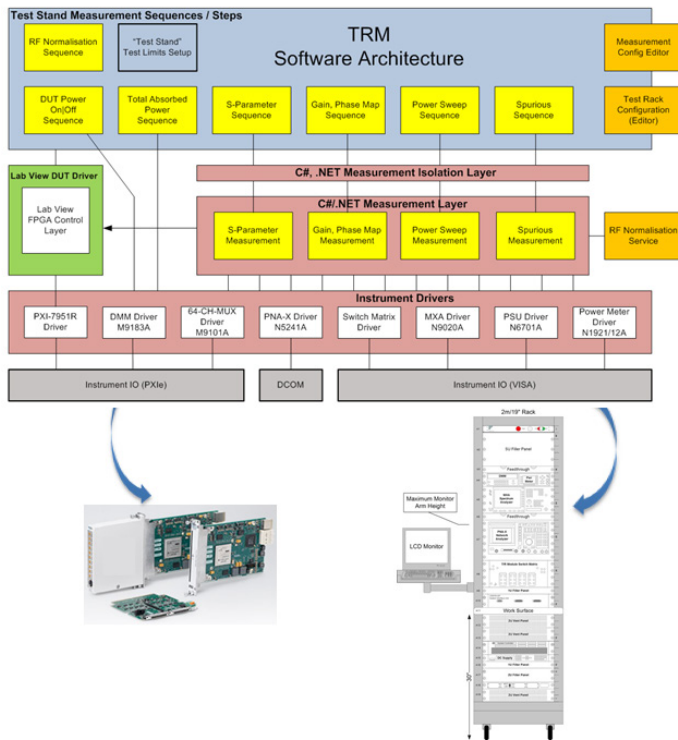 Test Stand Measurement Sequences / Steps
TRM
Software Architecture
RF Normalisation
Sequence
“Test Stand”
Test Limits Setup
Measurement
Config Editor
DUT Power
On|Off
Sequence
Total Absorbed
Power
Sequence
S-Parameter
Sequence
Gain, Phase Map
Sequence
Power Sweep
Sequence
Spurious
Sequence
Test Rack
Configuration
(Editor)
Lab View DUT Driver
Lab View
FPGA Control
Layer
C#, .NET Measurement Isolation Layer
C#/.NET Measurement Layer
S-Parameter
Measurement
Gain, Phase Map
Measurement
Power Sweep
Measurement
Spurious
Measurement
RF Normalisation
Service
Instrument Drivers
PXI-7951R
Driver
DMM Driver
M9183A
64-CH-MUX
Driver
M9101A
PNA-X Driver
N5241A
Switch Matrix
Driver
MXA Driver
N9020A
PSU Driver
N6701A
Power Meter
Driver
N1921/12A
Instrument IO (PXIe)
DCOM
Instrument IO (VISA)
2m/19" Rack
5U Filler Panel
Feedthrough
Maximum Monitor
Arm Height
Feedthrough
LCD Monitor
Work Surface
30"